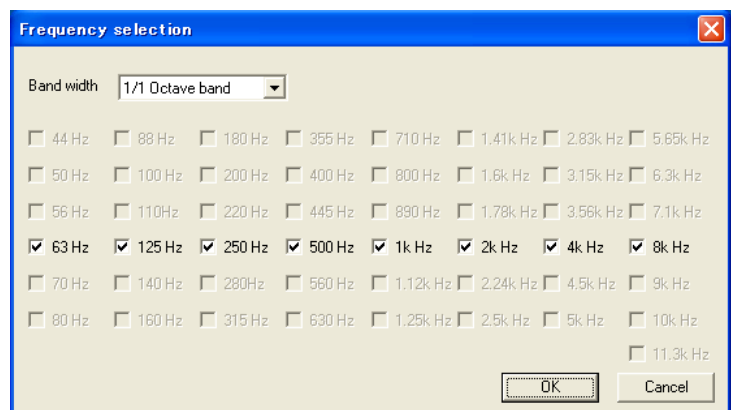 Frequency selection
Band width 1/1 Octave band
44 Hz 88 Hz 180 Hz 355 Hz 710 Hz 1.41k Hz 2.83k Hz 5.65k Hz
50 Hz 100 Hz 200 Hz 400 Hz 800 Hz 1.6k Hz 3.15k Hz 6.3k Hz
56 Hz 110Hz 220 Hz 445 Hz 890 Hz 1.78k Hz 3.56k Hz 7.1k Hz
63 Hz 125 Hz 250 Hz 500 Hz 1k Hz 2k Hz 4k Hz 8k Hz
70 Hz 140 Hz 280Hz 560 Hz 1.12k Hz 2.24k Hz 4.5k Hz 9k Hz
80 Hz 160 Hz 315 Hz 630 Hz 1.25k Hz 2.5k Hz 5k Hz 10k Hz
11.3k Hz
OK Cancel